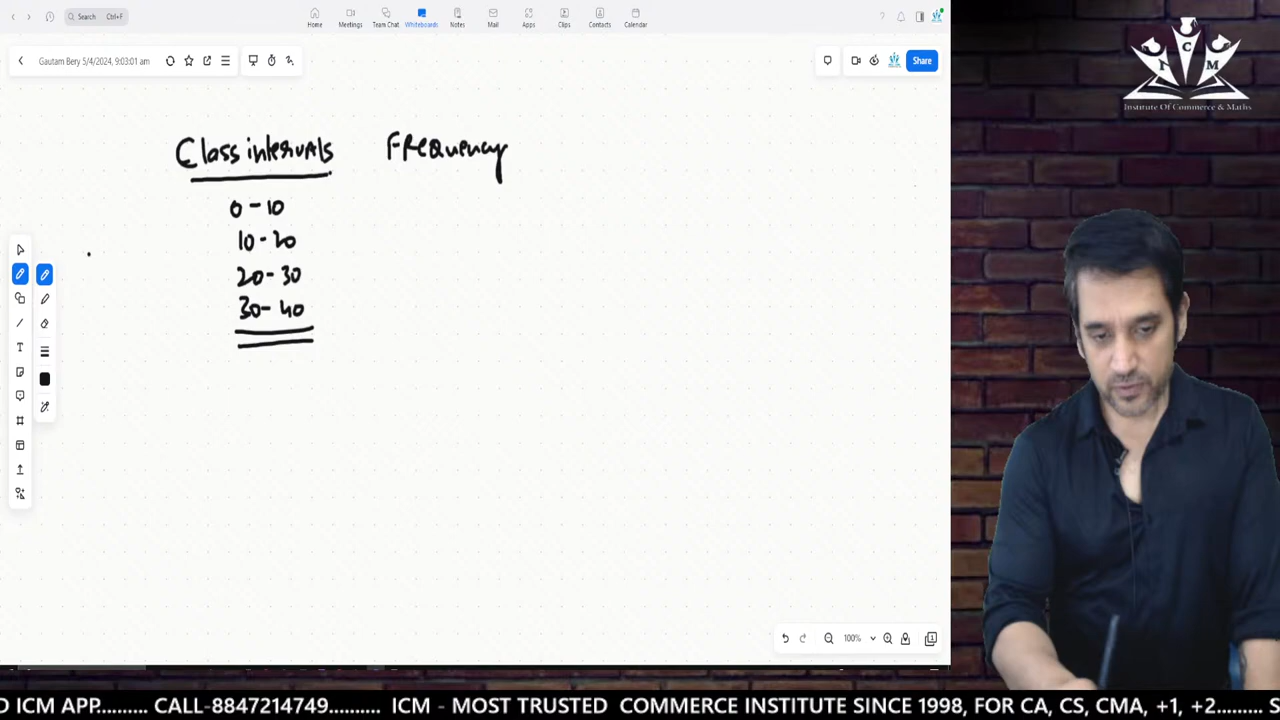 Search Ctrl+F
Home Meetings Team Chat Whiteboards Notes Mail Apps Clips Contacts Calendar
Gautam Bery 5/4/2024, 9:03:01 am
Share
I C M
Institute Of Commerce & Maths
Class intervals Frequency
0 - 10
10 - 20
20 - 30
30 - 40
T
100%
1
D ICM APP......... CALL-8847214749......... ICM - MOST TRUSTED COMMERCE INSTITUTE SINCE 1998, FOR CA, CS, CMA, +1, +2......... S